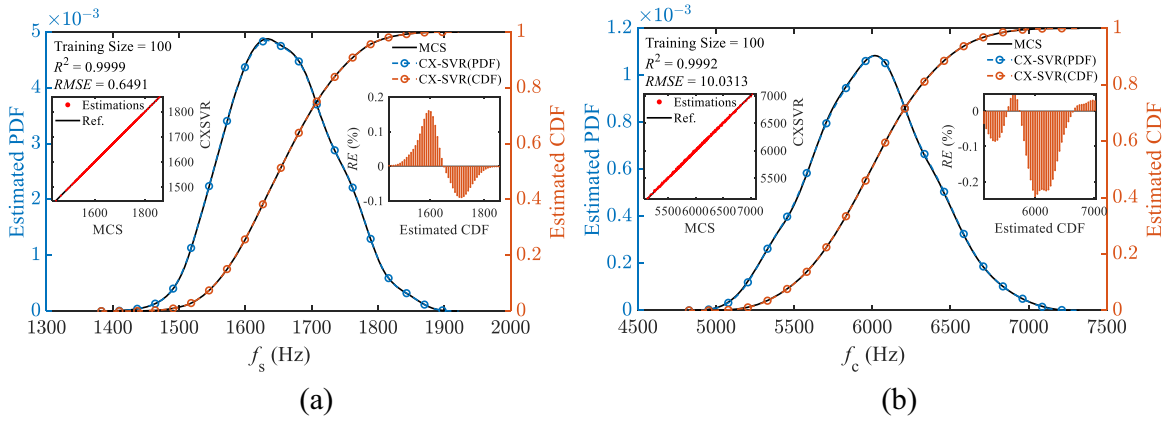 ×10⁻³
5
4
3
2
1
0
Estimated PDF
Training Size = 100
R² = 0.9999
RMSE = 0.6491
MCS
CX-SVR(PDF)
CX-SVR(CDF)
Estimations
Ref.
1800
1700
1600
1500
CXSVR
1600 1800
MCS
0.2
0.1
0
-0.1
RE (%)
1600 1800
Estimated CDF
1
0.8
0.6
0.4
0.2
0
Estimated CDF
1300 1400 1500 1600 1700 1800 1900 2000
fₛ (Hz)
(a)
×10⁻³
1.2
1
0.8
0.6
0.4
0.2
0
Estimated PDF
Training Size = 100
R² = 0.9992
RMSE = 10.0313
MCS
CX-SVR(PDF)
CX-SVR(CDF)
Estimations
Ref.
7000
6500
6000
5500
CXSVR
5500 6000 6500 7000
MCS
0
-0.1
-0.2
RE (%)
6000 7000
Estimated CDF
1
0.8
0.6
0.4
0.2
0
Estimated CDF
4500 5000 5500 6000 6500 7000 7500
f_c (Hz)
(b)